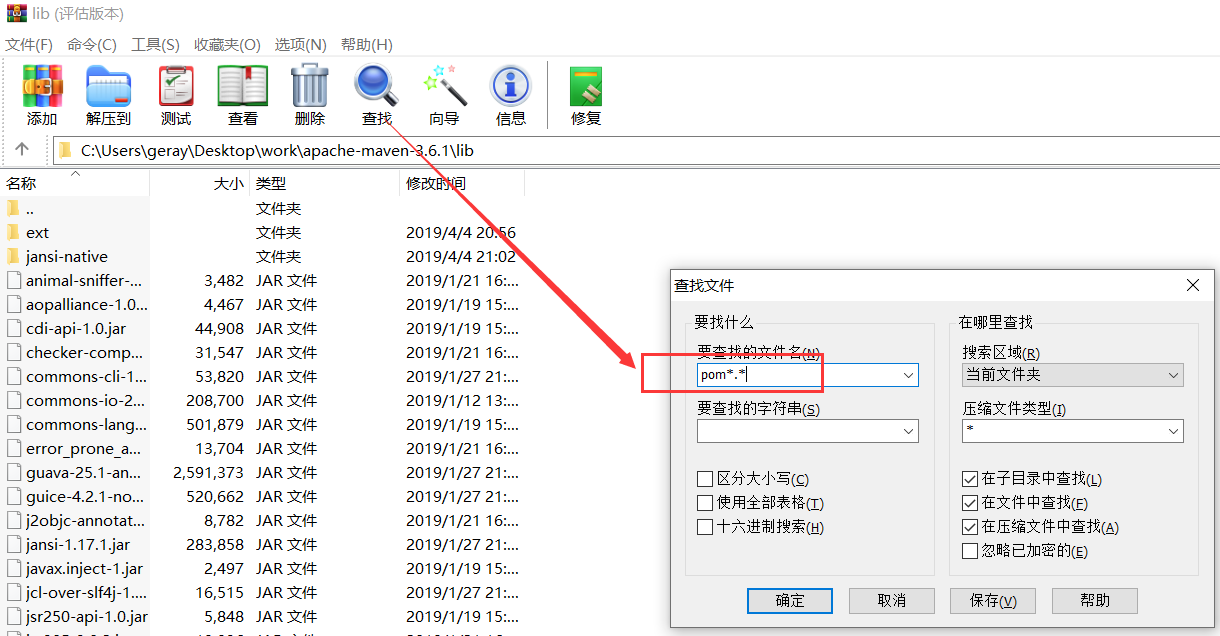 lib (评估版本)
文件(F) 命令(C) 工具(S) 收藏夹(O) 选项(N) 帮助(H)
添加 解压到 测试 查看 删除 查找 向导 信息 修复
C:\Users\geray\Desktop\work\apache-maven-3.6.1\lib
名称 大小 类型 修改时间
.. 文件夹
ext 文件夹 2019/4/4 20:56
jansi-native 文件夹 2019/4/4 21:02
animal-sniffer-... 3,482 JAR 文件 2019/1/21 16:...
aopalliance-1.0... 4,467 JAR 文件 2019/1/19 15:...
cdi-api-1.0.jar 44,908 JAR 文件 2019/1/19 15:...
checker-comp... 31,547 JAR 文件 2019/1/21 16:...
commons-cli-1... 53,820 JAR 文件 2019/1/27 21:...
commons-io-2... 208,700 JAR 文件 2019/1/12 13:...
commons-lang... 501,879 JAR 文件 2019/1/19 15:...
error_prone_a... 13,704 JAR 文件 2019/1/21 16:...
guava-25.1-an... 2,591,373 JAR 文件 2019/1/27 21:...
guice-4.2.1-no... 520,662 JAR 文件 2019/1/27 21:...
j2objc-annotat... 8,782 JAR 文件 2019/1/21 16:...
jansi-1.17.1.jar 283,858 JAR 文件 2019/1/27 21:...
javax.inject-1.jar 2,497 JAR 文件 2019/1/19 15:...
jcl-over-slf4j-1.... 16,515 JAR 文件 2019/1/27 21:...
jsr250-api-1.0.jar 5,848 JAR 文件 2019/1/19 15:...
查找文件
要找什么
要查找的文件名(N)
pom*.*
要查找的字符串(S)
区分大小写(C)
使用全部表格(T)
十六进制搜索(H)
在哪里查找
搜索区域(R)
当前文件夹
压缩文件类型(I)
*
在子目录中查找(L)
在文件中查找(F)
在压缩文件中查找(A)
忽略已加密的(E)
确定 取消 保存(V) 帮助